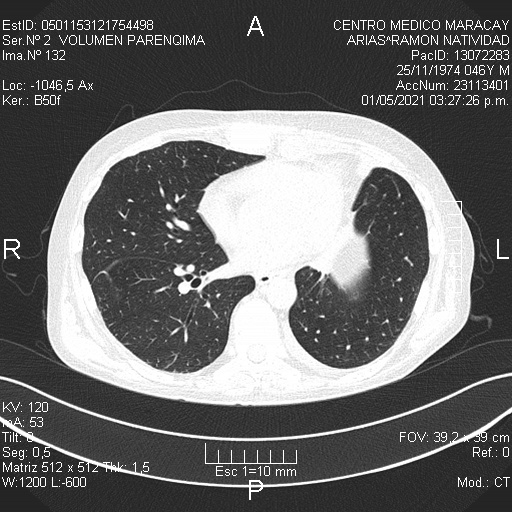 EstID: 0501153121754498
Ser.Nº 2 VOLUMEN PARENQIMA
Ima.Nº 132
Loc: -1046,5 Ax
Ker.: B50f
A
CENTRO MEDICO MARACAY
ARIAS^RAMON NATIVIDAD
PacID: 13072283
25/11/1974 046Y M
AccNum: 23113401
01/05/2021 03:27:26 p.m.
R
L
KV: 120
mA: 53
Tilt: 0
Seg: 0,5
Matriz 512 x 512 Thk: 1,5
W:1200 L:-600
Esc 1=10 mm
P
FOV: 39,2 x 39 cm
Ref.: 0
Mod.: CT